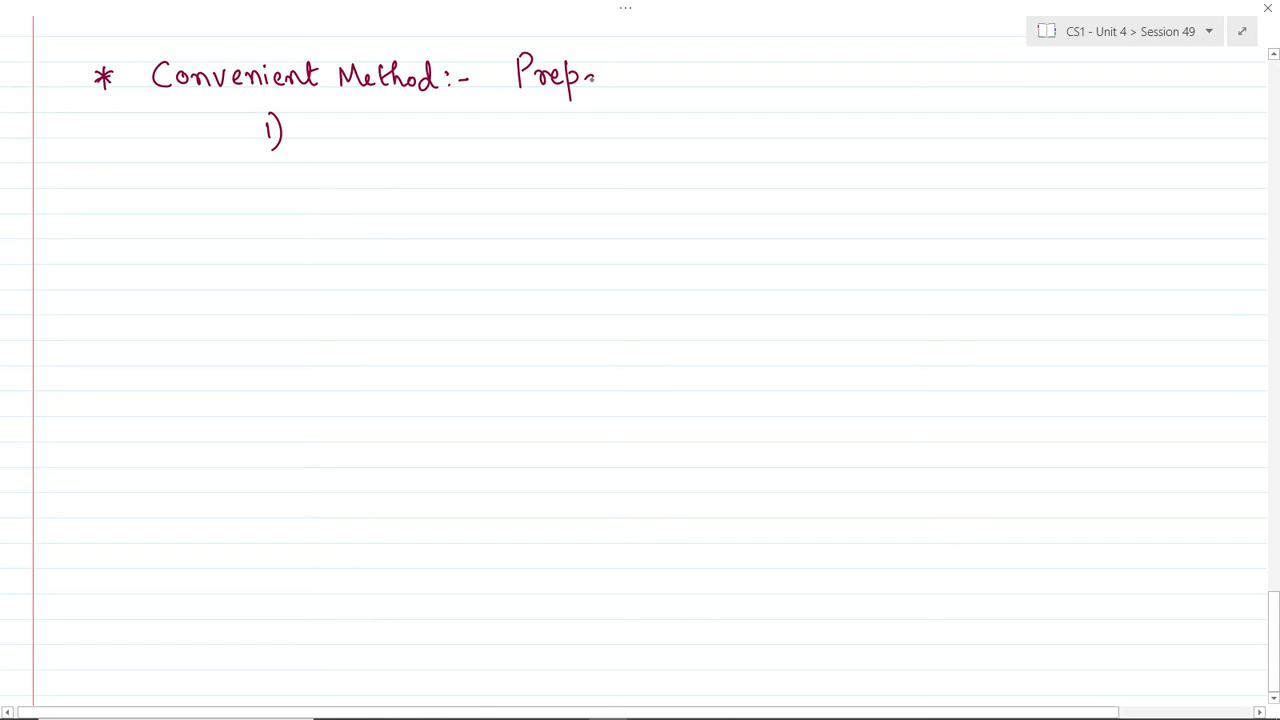 CS1 - Unit 4 > Session 49
* Convenient Method:- Prep
1)